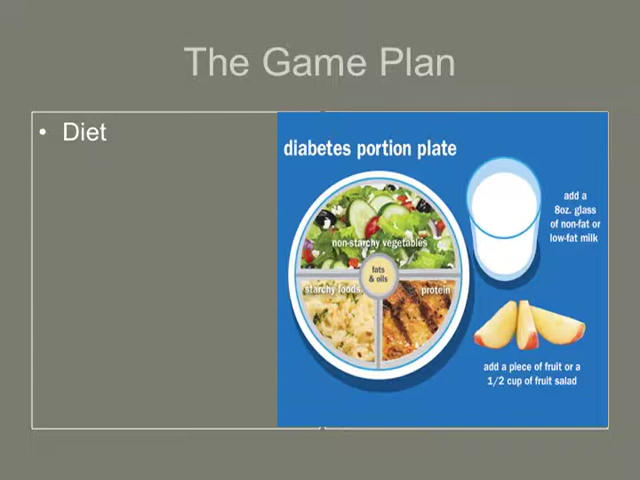 The Game Plan
• Diet
diabetes portion plate
non-starchy vegetables
fats
& oils
starchy foods
protein
add a
8oz. glass
of non-fat or
low-fat milk
add a piece of fruit or a
1/2 cup of fruit salad